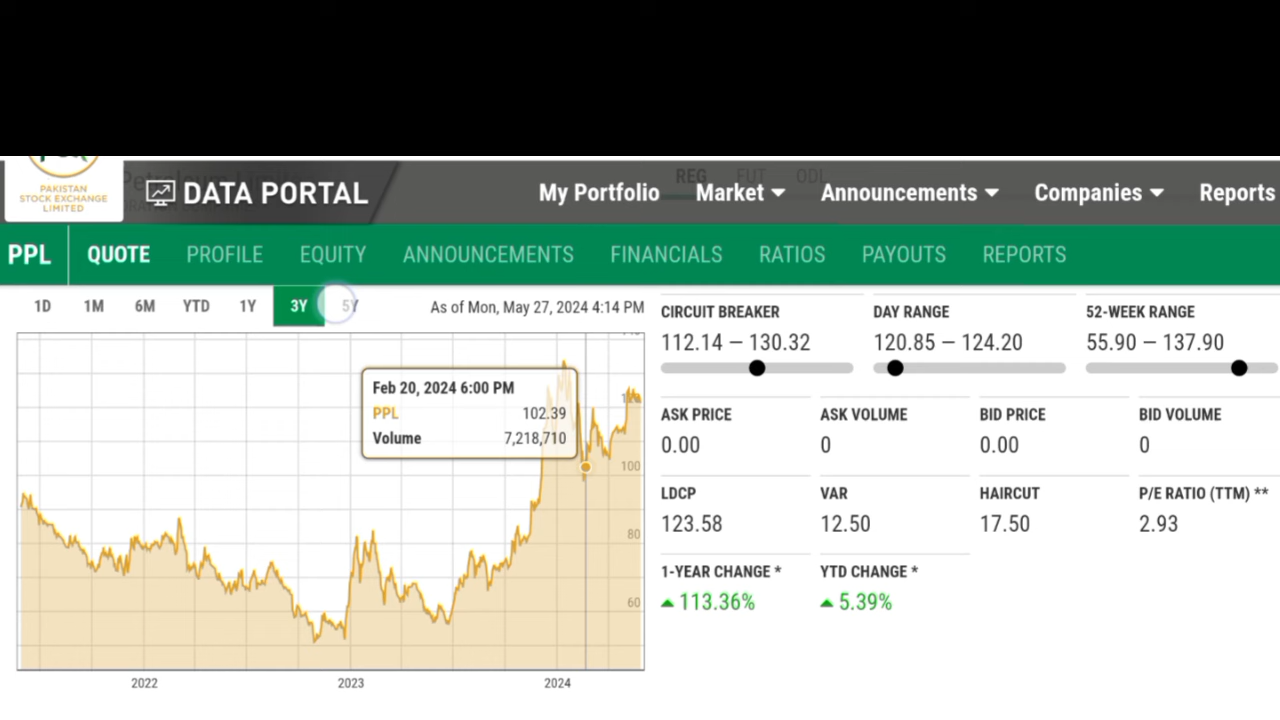 PAKISTAN
STOCK EXCHANGE
LIMITED
DATA PORTAL
REG FUT ODL
My Portfolio Market Announcements Companies Reports
PPL QUOTE PROFILE EQUITY ANNOUNCEMENTS FINANCIALS RATIOS PAYOUTS REPORTS
1D 1M 6M YTD 1Y 3Y 5Y As of Mon, May 27, 2024 4:14 PM
Feb 20, 2024 6:00 PM
PPL 102.39
Volume 7,218,710
100
80
60
2022 2023 2024
CIRCUIT BREAKER DAY RANGE 52-WEEK RANGE
112.14 — 130.32 120.85 — 124.20 55.90 — 137.90
ASK PRICE ASK VOLUME BID PRICE BID VOLUME
0.00 0 0.00 0
LDCP VAR HAIRCUT P/E RATIO (TTM) **
123.58 12.50 17.50 2.93
1-YEAR CHANGE * YTD CHANGE *
113.36% 5.39%